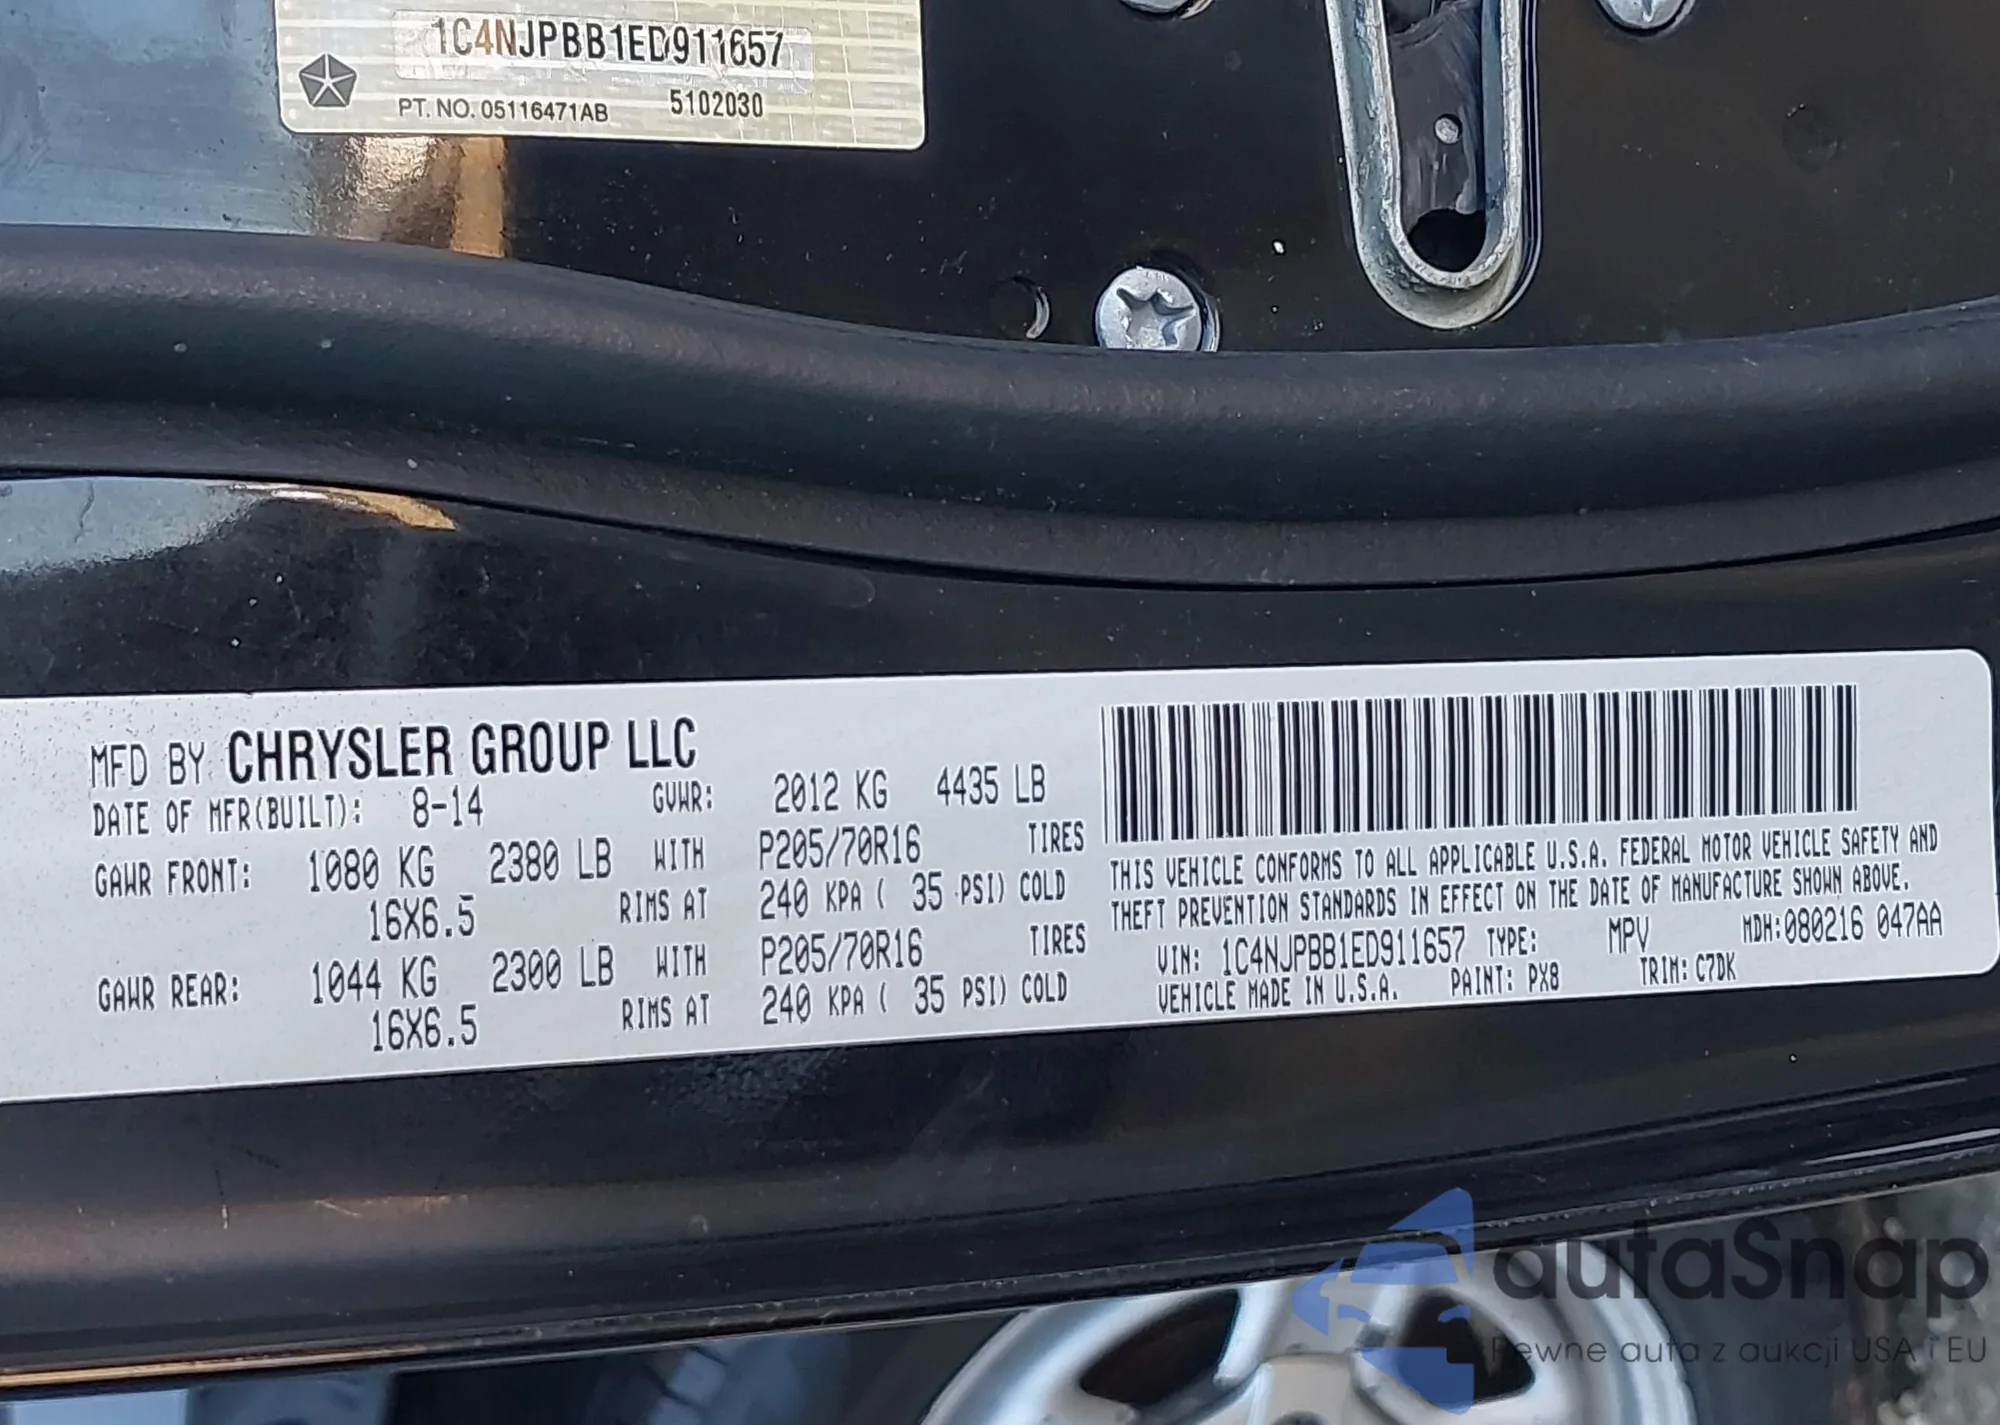 1C4NJPBB1ED911657
PT. NO. 05116471AB 5102030
MFD BY CHRYSLER GROUP LLC
DATE OF MFR(BUILT): 8-14 GVWR: 2012 KG 4435 LB
GAWR FRONT: 1080 KG 2380 LB WITH P205/70R16 TIRES
16X6.5 RIMS AT 240 KPA ( 35 PSI) COLD
GAWR REAR: 1044 KG 2300 LB WITH P205/70R16 TIRES
16X6.5 RIMS AT 240 KPA ( 35 PSI) COLD
THIS VEHICLE CONFORMS TO ALL APPLICABLE U.S.A. FEDERAL MOTOR VEHICLE SAFETY AND
THEFT PREVENTION STANDARDS IN EFFECT ON THE DATE OF MANUFACTURE SHOWN ABOVE.
VIN: 1C4NJPBB1ED911657 TYPE: MPV MDH:080216 047AA
VEHICLE MADE IN U.S.A. PAINT: PX8 TRIM: C7DK
autaSnap
Pewne auta z aukcji USA i EU